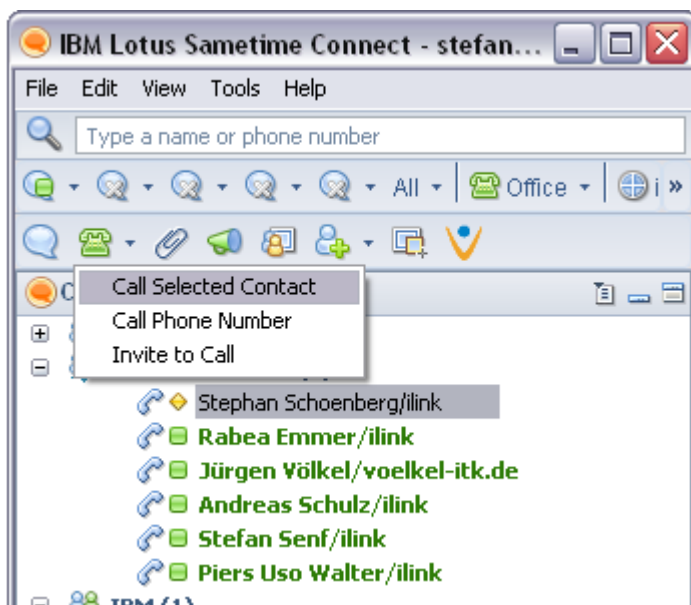 IBM Lotus Sametime Connect - stefan...
File Edit View Tools Help
Type a name or phone number
All Office i »
Call Selected Contact
Call Phone Number
Invite to Call
Stephan Schoenberg/ilink
Rabea Emmer/ilink
Jürgen Völkel/voelkel-itk.de
Andreas Schulz/ilink
Stefan Senf/ilink
Piers Uso Walter/ilink
IBM (1)